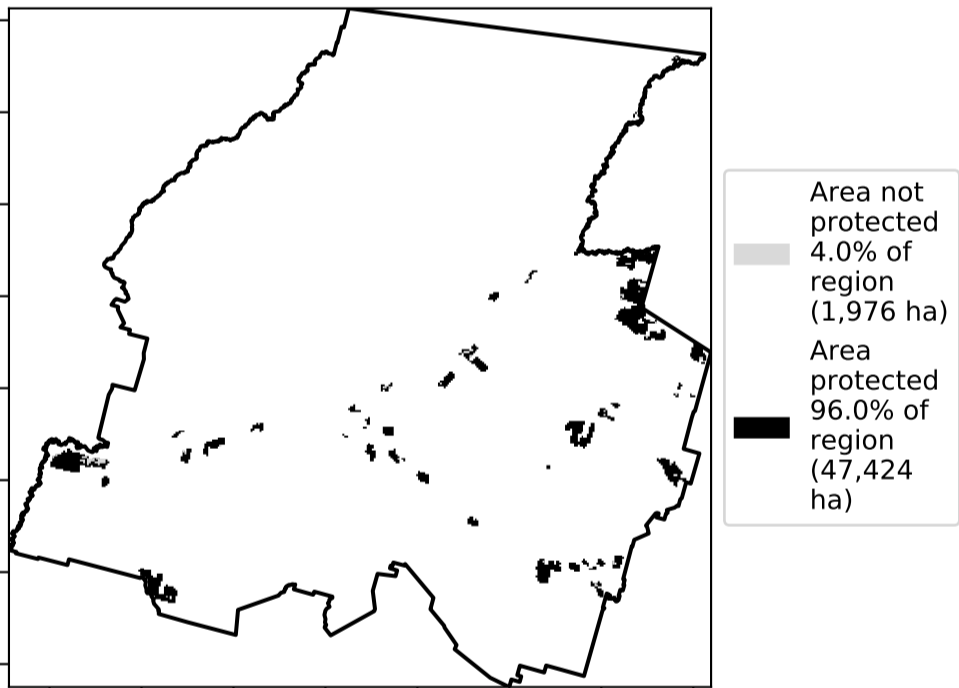 Area not
protected
4.0% of
region
(1,976 ha)
Area
protected
96.0% of
region
(47,424
ha)